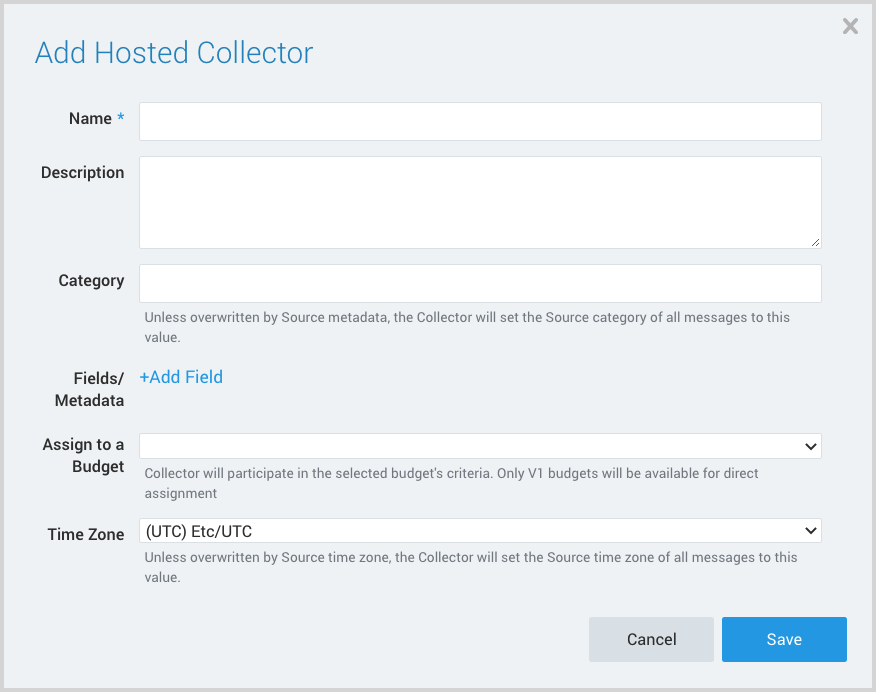 Add Hosted Collector
Name *
Description
Category
Unless overwritten by Source metadata, the Collector will set the Source category of all messages to this
value.
Fields/
Metadata
+Add Field
Assign to a
Budget
Collector will participate in the selected budget's criteria. Only V1 budgets will be available for direct
assignment
Time Zone
(UTC) Etc/UTC
Unless overwritten by Source time zone, the Collector will set the Source time zone of all messages to this
value.
Cancel
Save